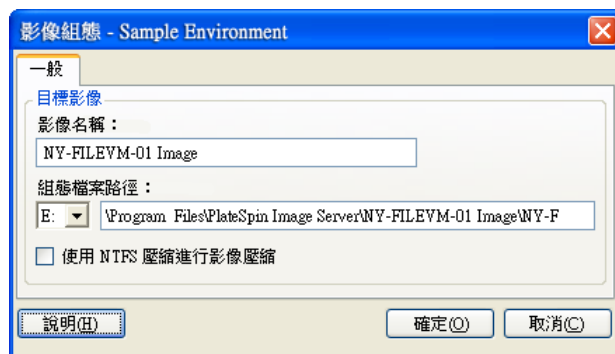 影像組態 - Sample Environment
一般
目標影像
影像名稱：
NY-FILEVM-01 Image
組態檔案路徑：
E: \Program Files\PlateSpin Image Server\NY-FILEVM-01 Image\NY-F
使用 NTFS 壓縮進行影像壓縮
說明(H) 確定(O) 取消(C)